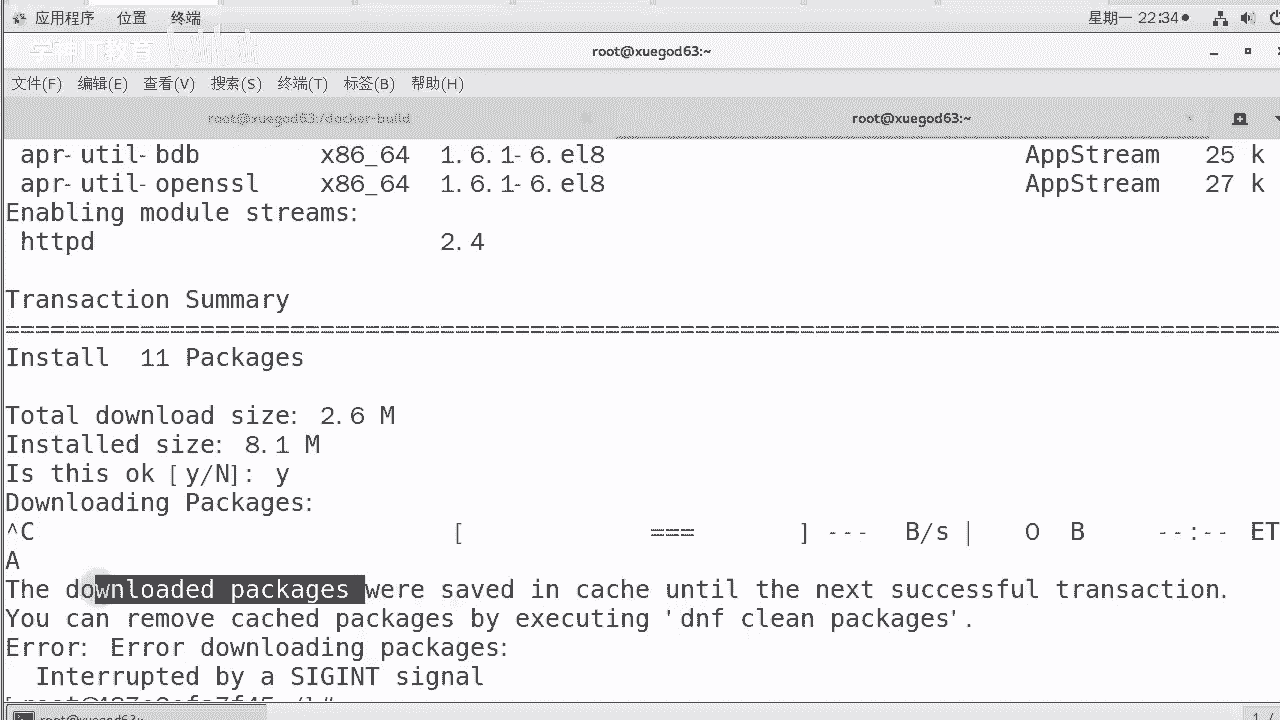 应用程序 位置 终端 星期一 22:34
学神IT教育
root@xuegod63:~
文件(F) 编辑(E) 查看(V) 搜索(S) 终端(T) 标签(B) 帮助(H)
root@xuegod63:/docker-build root@xuegod63:~
apr-util-bdb x86_64 1.6.1-6.el8 AppStream 25 k
apr-util-openssl x86_64 1.6.1-6.el8 AppStream 27 k
Enabling module streams:
httpd 2.4
Transaction Summary
================================================================================
Install 11 Packages
Total download size: 2.6 M
Installed size: 8.1 M
Is this ok [y/N]: y
Downloading Packages:
^C [ === ] --- B/s | 0 B --:-- ET
A
The downloaded packages were saved in cache until the next successful transaction.
You can remove cached packages by executing 'dnf clean packages'.
Error: Error downloading packages:
Interrupted by a SIGINT signal
root@xuegod63:~